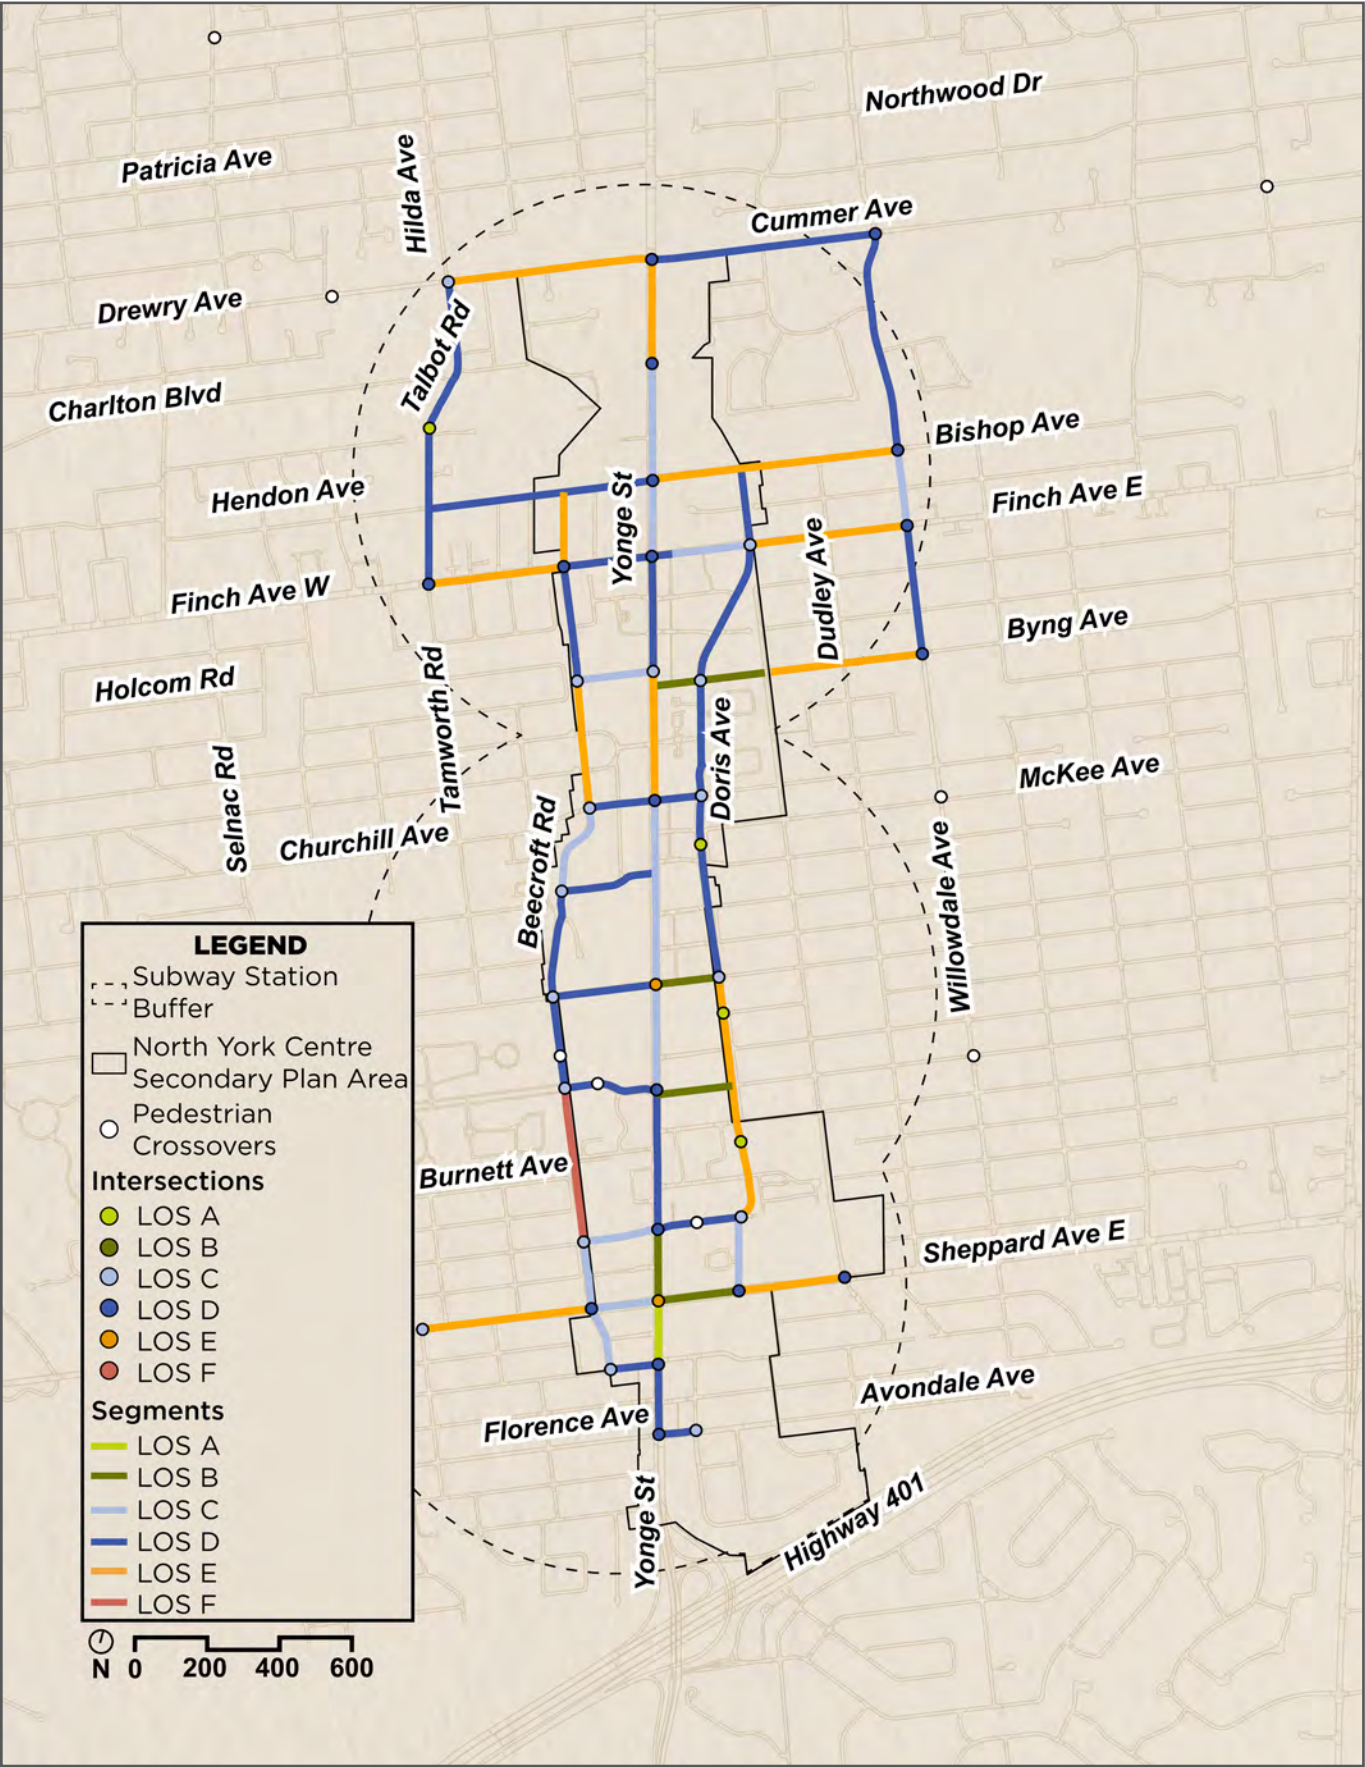 Northwood Dr
Patricia Ave
Hilda Ave
Cummer Ave
Drewry Ave
Talbot Rd
Charlton Blvd
Bishop Ave
Hendon Ave
Yonge St
Finch Ave E
Dudley Ave
Finch Ave W
Byng Ave
Holcom Rd
Tamworth Rd
Doris Ave
Selnac Rd
McKee Ave
Churchill Ave
Beecroft Rd
Willowdale Ave
LEGEND
Subway Station
Buffer
North York Centre
Secondary Plan Area
Pedestrian
Crossovers
Intersections
LOS A
LOS B
LOS C
LOS D
LOS E
LOS F
Segments
LOS A
LOS B
LOS C
LOS D
LOS E
LOS F
Burnett Ave
Sheppard Ave E
Avondale Ave
Florence Ave
Yonge St
Highway 401
N 0 200 400 600